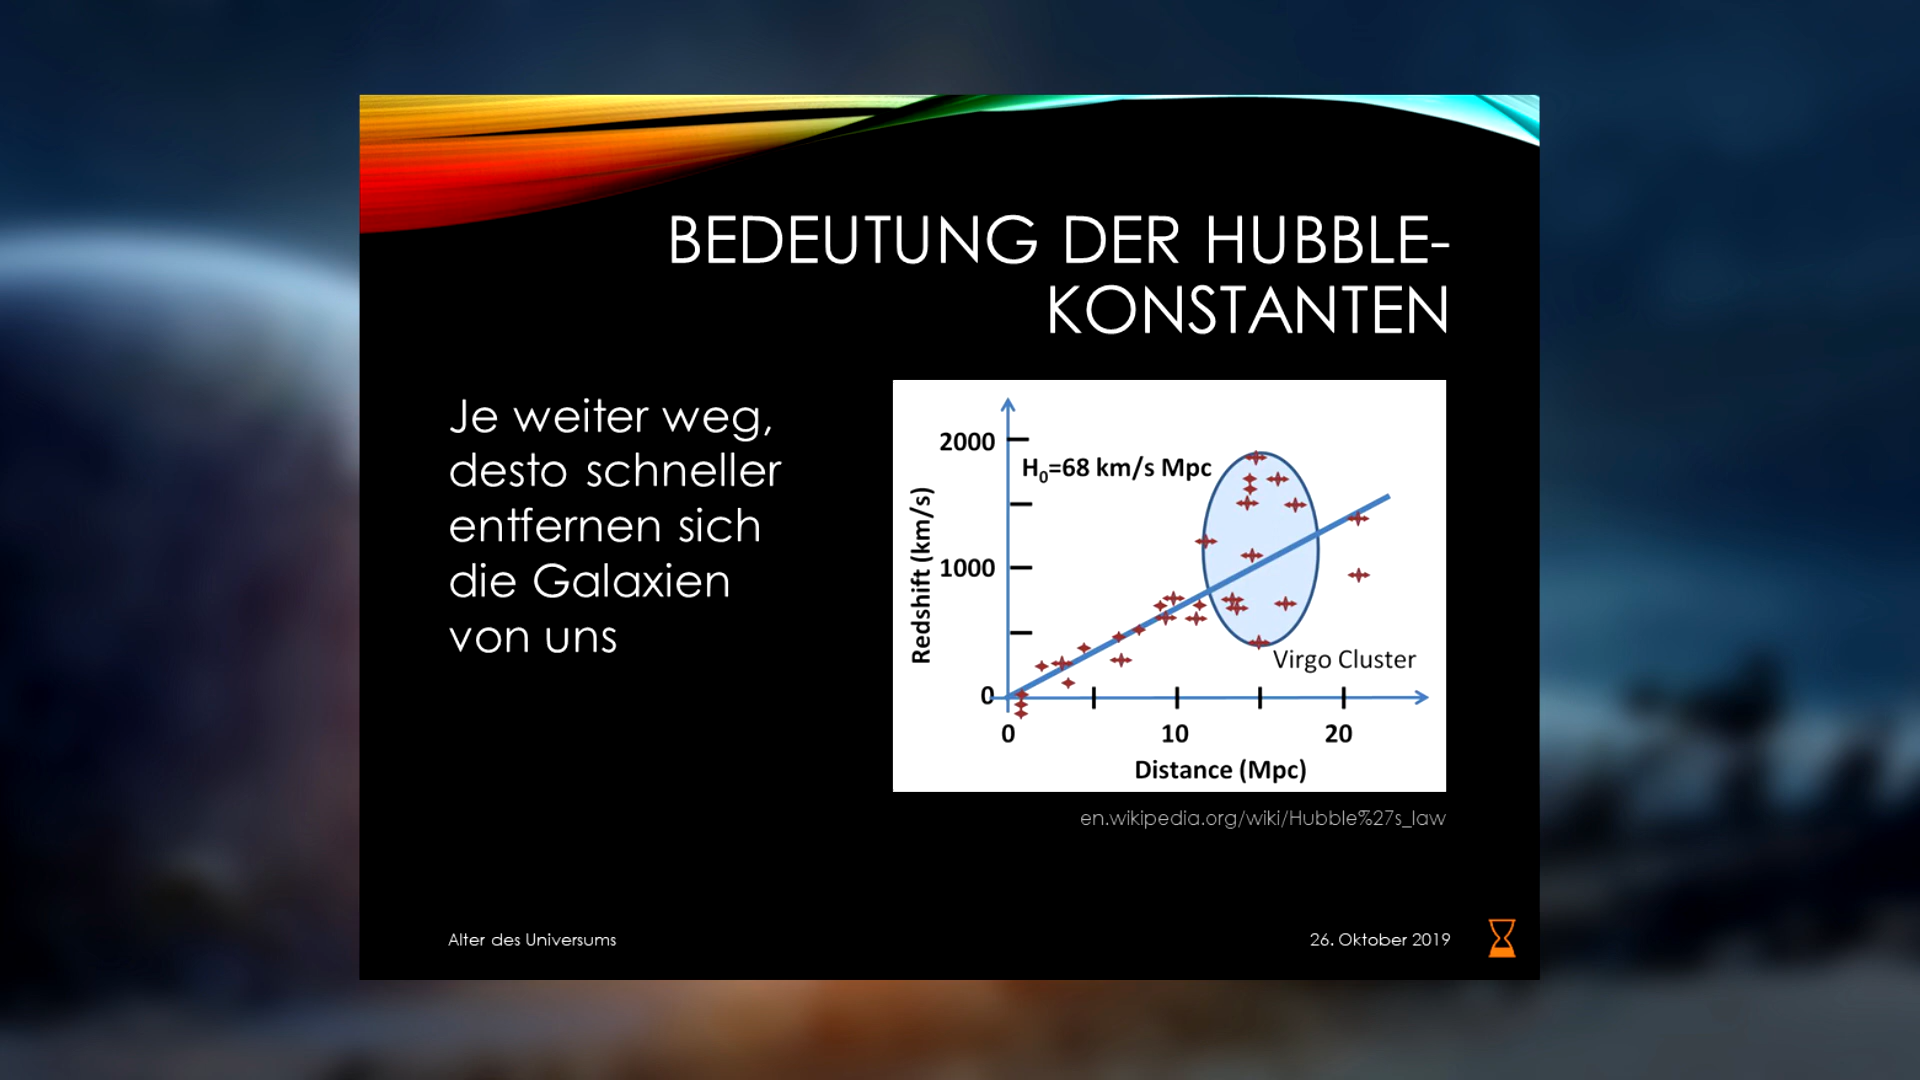 BEDEUTUNG DER HUBBLE-
KONSTANTEN
Je weiter weg,
desto schneller
entfernen sich
die Galaxien
von uns
2000
H₀=68 km/s Mpc
Redshift (km/s)
1000
Virgo Cluster
0
0 10 20
Distance (Mpc)
en.wikipedia.org/wiki/Hubble%27s_law
Alter des Universums
26. Oktober 2019